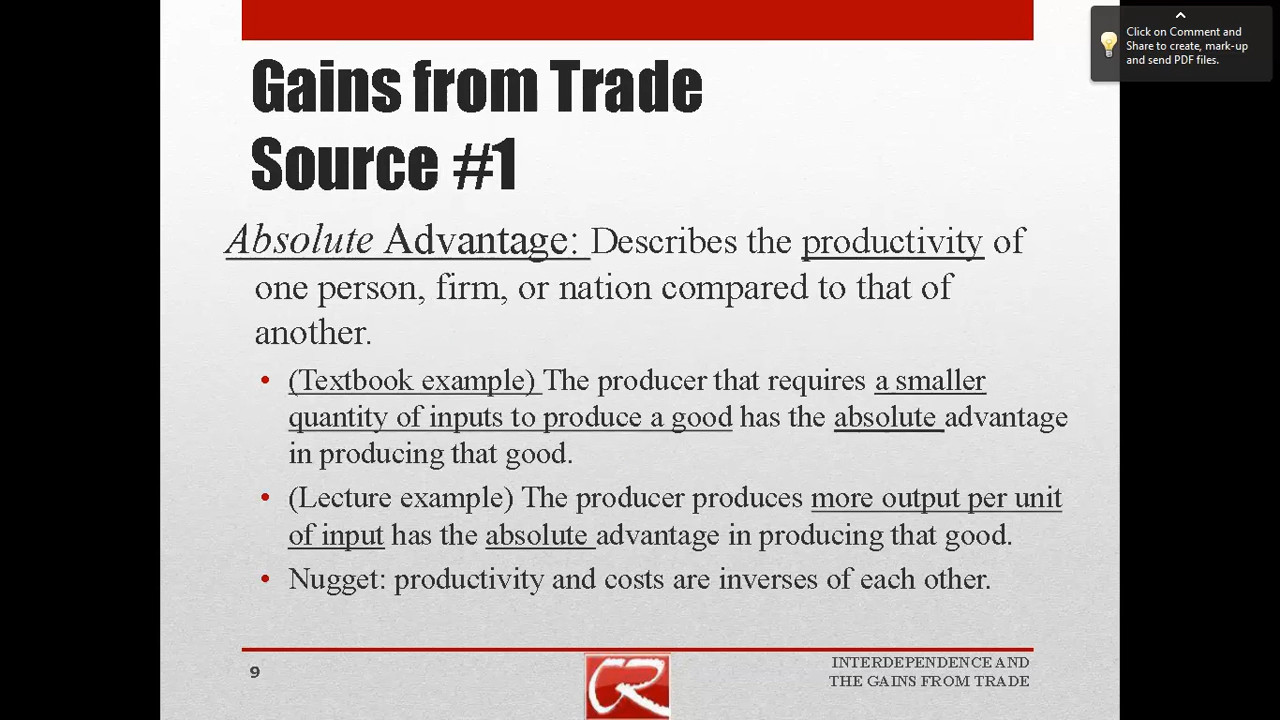 Click on Comment and
Share to create, mark-up
and send PDF files.
Gains from Trade
Source #1
Absolute Advantage: Describes the productivity of
one person, firm, or nation compared to that of
another.
• (Textbook example) The producer that requires a smaller
quantity of inputs to produce a good has the absolute advantage
in producing that good.
• (Lecture example) The producer produces more output per unit
of input has the absolute advantage in producing that good.
• Nugget: productivity and costs are inverses of each other.
9
CR
INTERDEPENDENCE AND
THE GAINS FROM TRADE